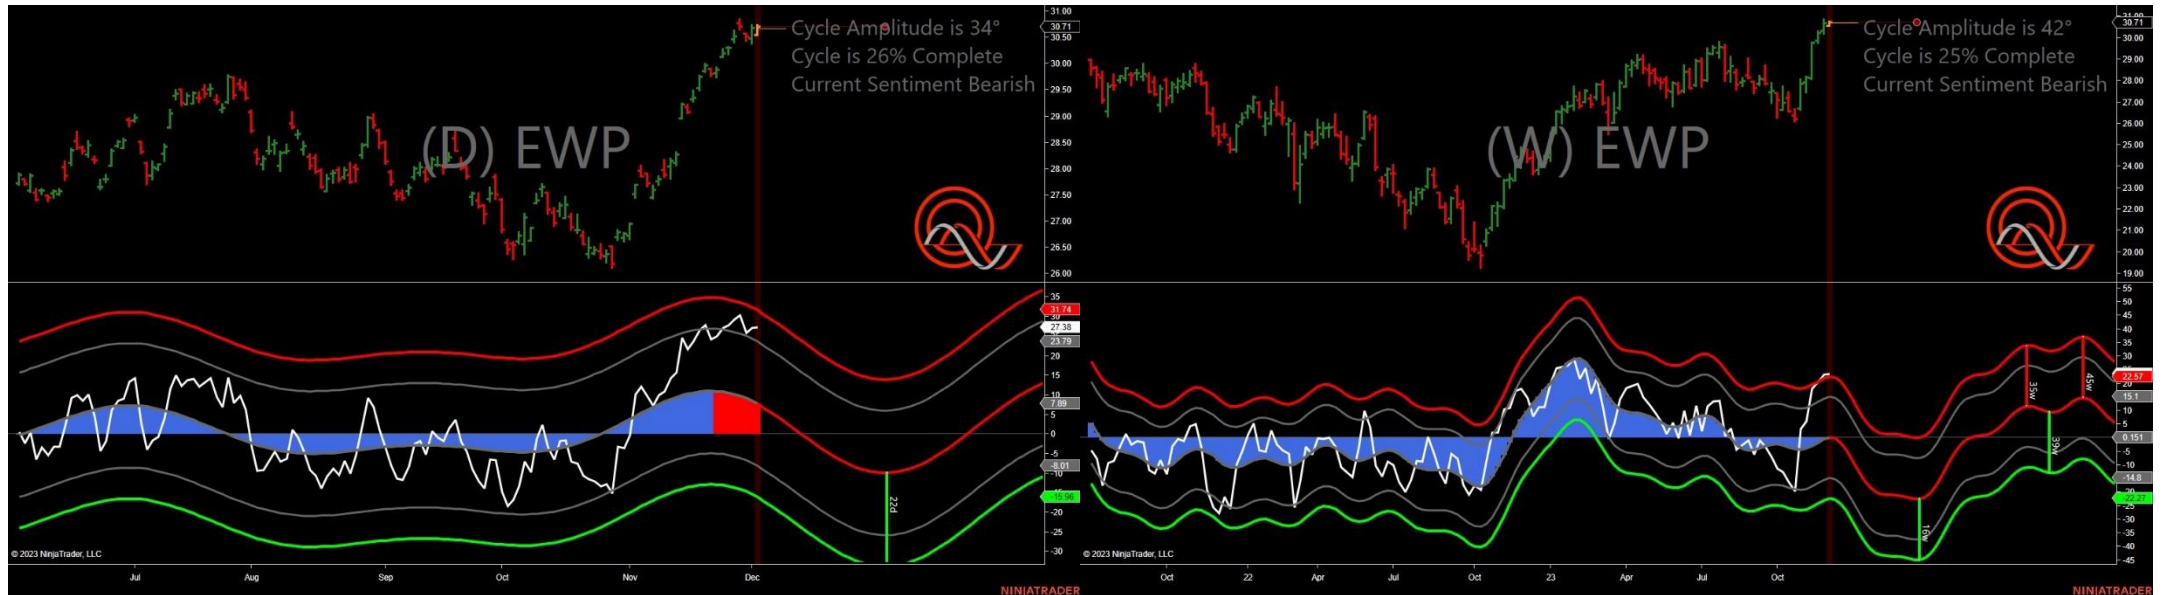 Cycle Amplitude is 34°
Cycle is 26% Complete
Current Sentiment Bearish
(D) EWP
31.00
30.71
30.50
30.00
29.50
29.00
28.50
28.00
27.50
27.00
26.50
26.00
35
31.74
30
27.38
23.79
20
15
10
7.89
5
0
-5
-8.01
-10
-15.96
-20
-25
-30
22d
© 2023 NinjaTrader, LLC
Jul
Aug
Sep
Oct
Nov
Dec
NINJATRADER
Cycle Amplitude is 42°
Cycle is 25% Complete
Current Sentiment Bearish
(W) EWP
31.00
30.71
30.00
29.00
28.00
27.00
26.00
25.00
24.00
23.00
22.00
21.00
20.00
19.00
55
50
45
40
35
30
22.57
20
15.1
10
5
0.151
-5
-10
-14.8
-22.27
-25
-30
-35
-40
-45
16w
35w
39w
45w
© 2023 NinjaTrader, LLC
Oct
22
Apr
Jul
Oct
23
Apr
Jul
Oct
NINJATRADER